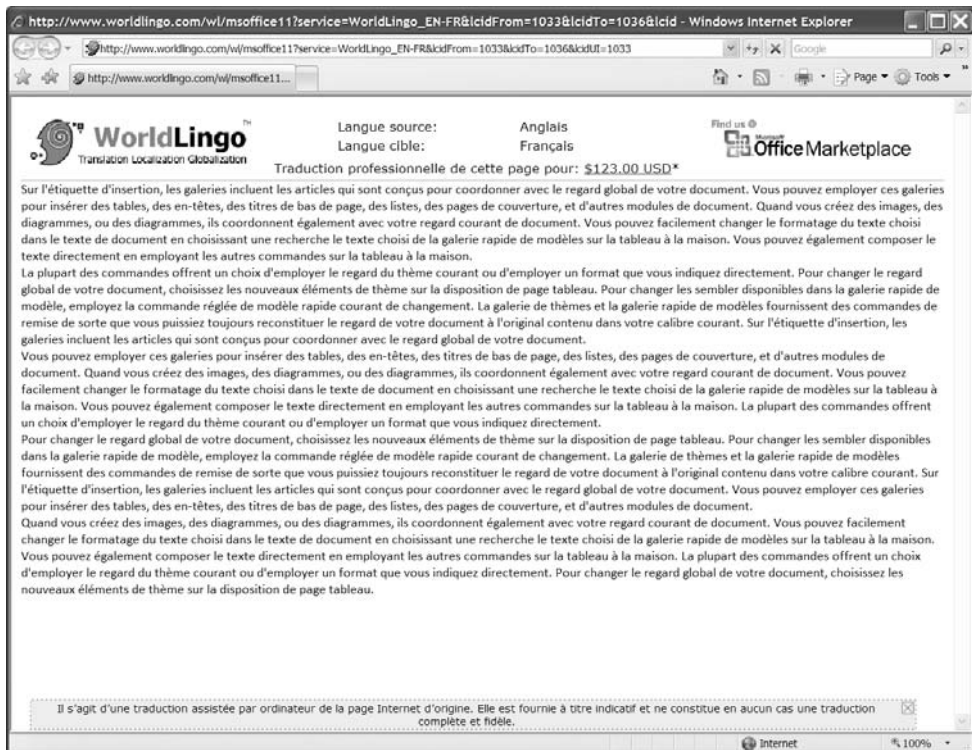 http://www.worldlingo.com/wl/msoffice11?service=WorldLingo_EN-FR&lcidFrom=1033&lcidTo=1036&lcid - Windows Internet Explorer
http://www.worldlingo.com/wl/msoffice11?service=WorldLingo_EN-FR&lcidFrom=1033&lcidTo=1036&lcidUI=1033
Google
http://www.worldlingo.com/wl/msoffice11...
Page
Tools
WorldLingo™
Translation Localization Globalization
Langue source: Anglais
Langue cible: Français
Traduction professionnelle de cette page pour: $123.00 USD*
Find us @
Microsoft
Office Marketplace
Sur l'étiquette d'insertion, les galeries incluent les articles qui sont conçus pour coordonner avec le regard global de votre document. Vous pouvez employer ces galeries
pour insérer des tables, des en-têtes, des titres de bas de page, des listes, des pages de couverture, et d'autres modules de document. Quand vous créez des images, des
diagrammes, ou des diagrammes, ils coordonnent également avec votre regard courant de document. Vous pouvez facilement changer le formatage du texte choisi
dans le texte de document en choisissant une recherche le texte choisi de la galerie rapide de modèles sur la tableau à la maison. Vous pouvez également composer le
texte directement en employant les autres commandes sur la tableau à la maison.
La plupart des commandes offrent un choix d'employer le regard du thème courant ou d'employer un format que vous indiquez directement. Pour changer le regard
global de votre document, choisissez les nouveaux éléments de thème sur la disposition de page tableau. Pour changer les sembler disponibles dans la galerie rapide de
modèle, employez la commande réglée de modèle rapide courant de changement. La galerie de thèmes et la galerie rapide de modèles fournissent des commandes de
remise de sorte que vous puissiez toujours reconstituer le regard de votre document à l'original contenu dans votre calibre courant. Sur l'étiquette d'insertion, les
galeries incluent les articles qui sont conçus pour coordonner avec le regard global de votre document.
Vous pouvez employer ces galeries pour insérer des tables, des en-têtes, des titres de bas de page, des listes, des pages de couverture, et d'autres modules de
document. Quand vous créez des images, des diagrammes, ou des diagrammes, ils coordonnent également avec votre regard courant de document. Vous pouvez
facilement changer le formatage du texte choisi dans le texte de document en choisissant une recherche le texte choisi de la galerie rapide de modèles sur la tableau à
la maison. Vous pouvez également composer le texte directement en employant les autres commandes sur la tableau à la maison. La plupart des commandes offrent
un choix d'employer le regard du thème courant ou d'employer un format que vous indiquez directement.
Pour changer le regard global de votre document, choisissez les nouveaux éléments de thème sur la disposition de page tableau. Pour changer les sembler disponibles
dans la galerie rapide de modèle, employez la commande réglée de modèle rapide courant de changement. La galerie de thèmes et la galerie rapide de modèles
fournissent des commandes de remise de sorte que vous puissiez toujours reconstituer le regard de votre document à l'original contenu dans votre calibre courant. Sur
l'étiquette d'insertion, les galeries incluent les articles qui sont conçus pour coordonner avec le regard global de votre document. Vous pouvez employer ces galeries
pour insérer des tables, des en-têtes, des titres de bas de page, des listes, des pages de couverture, et d'autres modules de document.
Quand vous créez des images, des diagrammes, ou des diagrammes, ils coordonnent également avec votre regard courant de document. Vous pouvez facilement
changer le formatage du texte choisi dans le texte de document en choisissant une recherche le texte choisi de la galerie rapide de modèles sur la tableau à la maison.
Vous pouvez également composer le texte directement en employant les autres commandes sur la tableau à la maison. La plupart des commandes offrent un choix
d'employer le regard du thème courant ou d'employer un format que vous indiquez directement. Pour changer le regard global de votre document, choisissez les
nouveaux éléments de thème sur la disposition de page tableau.
Il s'agit d'une traduction assistée par ordinateur de la page Internet d'origine. Elle est fournie à titre indicatif et ne constitue en aucun cas une traduction
complète et fidèle.
Internet
100%